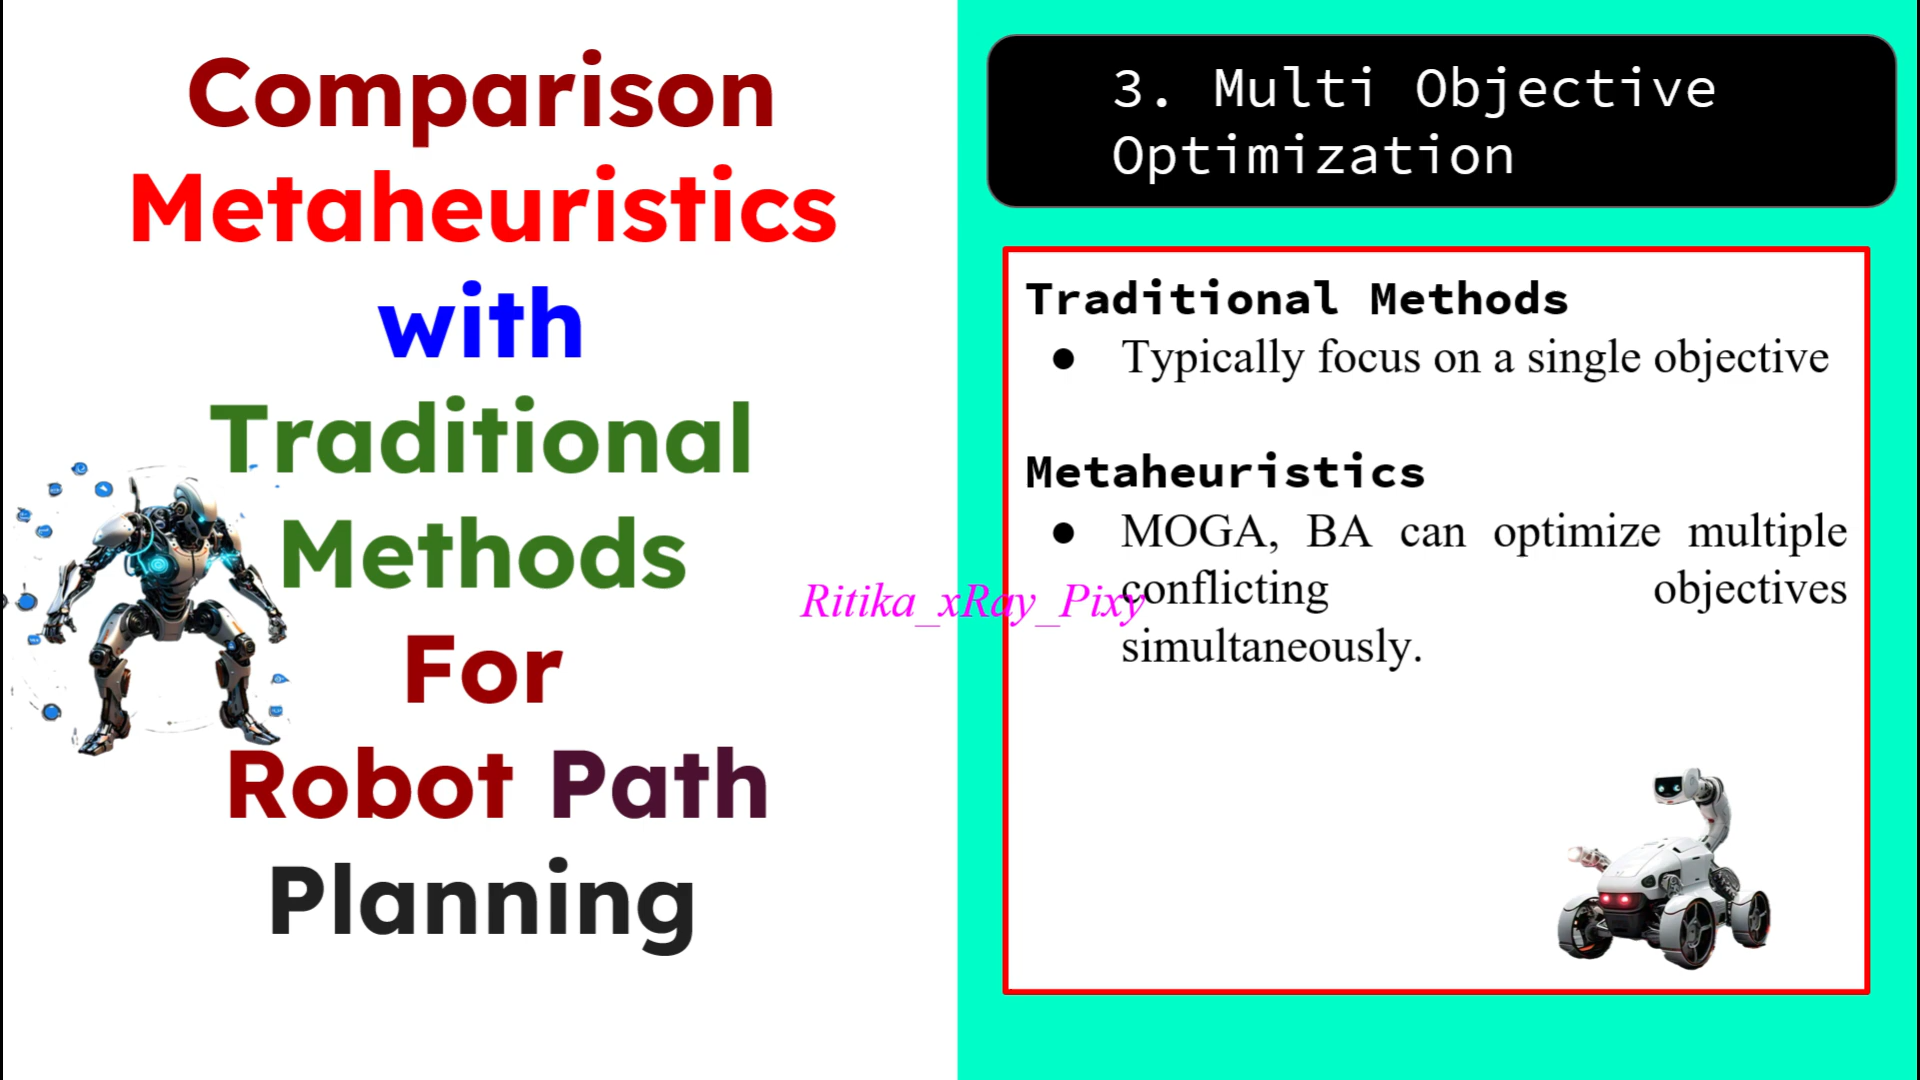 Comparison
Metaheuristics
with
Traditional
Methods
For
Robot Path
Planning
3. Multi Objective
Optimization
Traditional Methods
● Typically focus on a single objective
Metaheuristics
● MOGA, BA can optimize multiple
conflicting objectives
simultaneously.
Ritika_xRay_Pixy